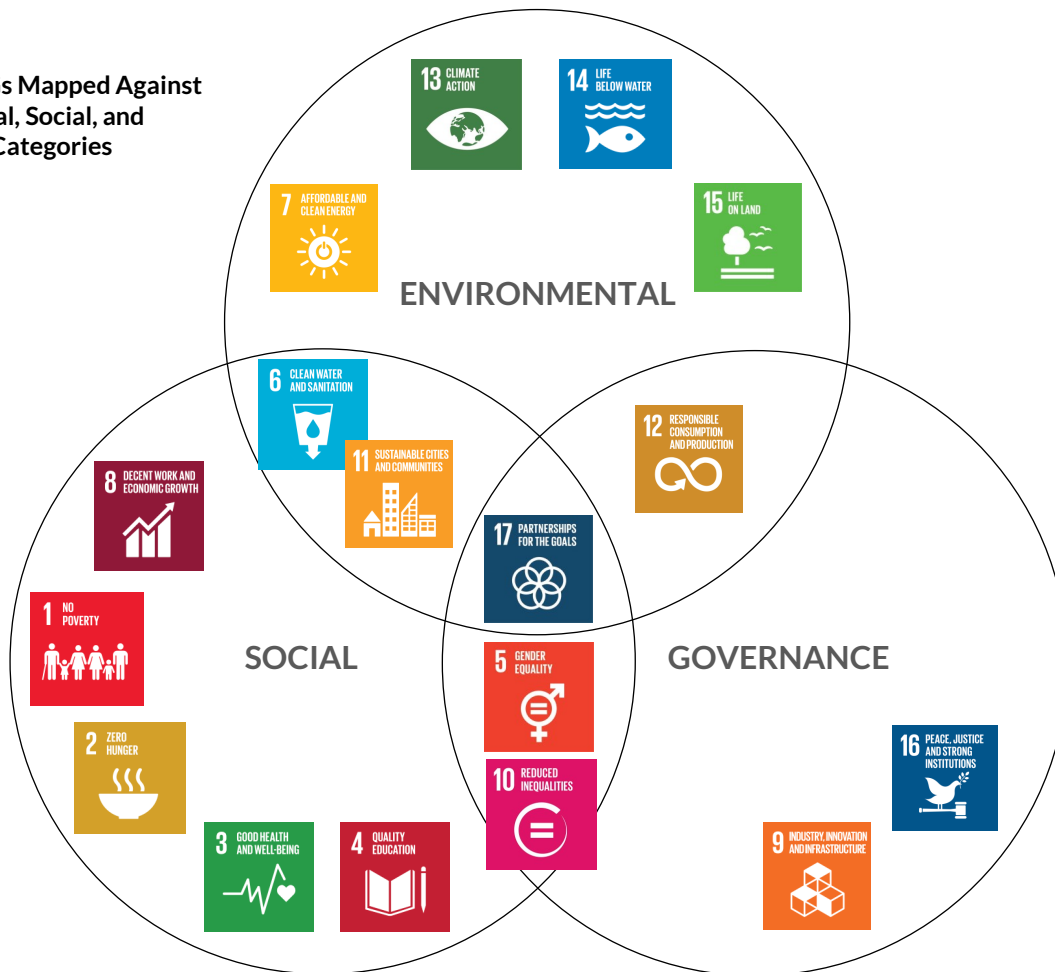 s Mapped Against
al, Social, and
Categories
13 CLIMATE
ACTION
14 LIFE
BELOW WATER
7 AFFORDABLE AND
CLEAN ENERGY
15 LIFE
ON LAND
ENVIRONMENTAL
6 CLEAN WATER
AND SANITATION
12 RESPONSIBLE
CONSUMPTION
AND PRODUCTION
11 SUSTAINABLE CITIES
AND COMMUNITIES
8 DECENT WORK AND
ECONOMIC GROWTH
17 PARTNERSHIPS
FOR THE GOALS
1 NO
POVERTY
SOCIAL
5 GENDER
EQUALITY
GOVERNANCE
2 ZERO
HUNGER
16 PEACE, JUSTICE
AND STRONG
INSTITUTIONS
10 REDUCED
INEQUALITIES
3 GOOD HEALTH
AND WELL-BEING
4 QUALITY
EDUCATION
9 INDUSTRY, INNOVATION
AND INFRASTRUCTURE